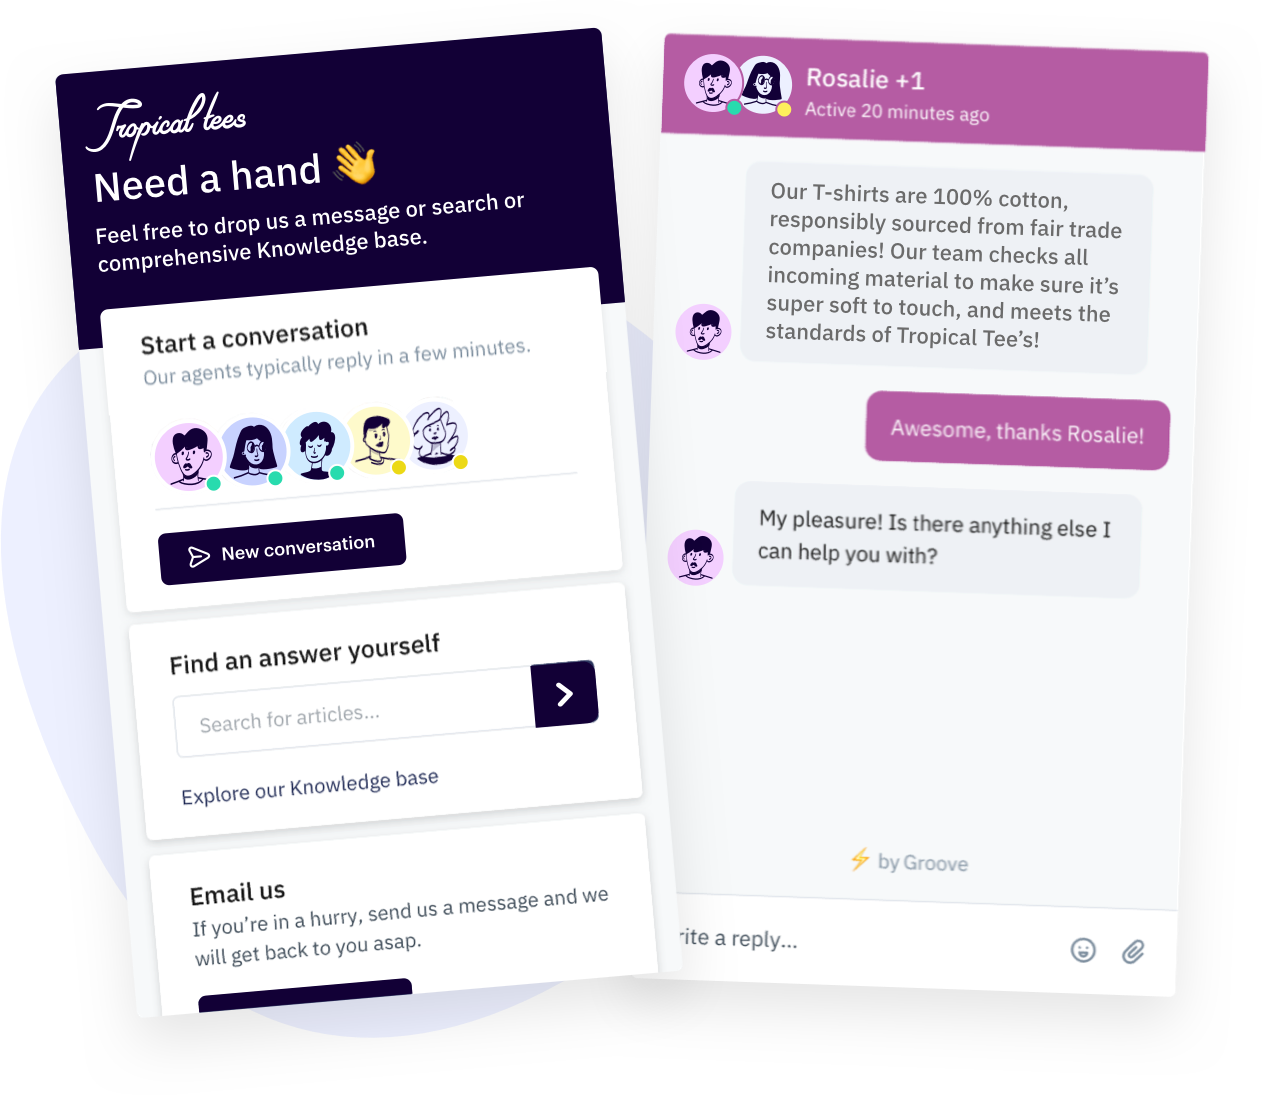 Tropical tees
Need a hand
Feel free to drop us a message or search or
comprehensive Knowledge base.
Start a conversation
Our agents typically reply in a few minutes.
New conversation
Find an answer yourself
Search for articles...
Explore our Knowledge base
Email us
If you’re in a hurry, send us a message and we
will get back to you asap.
Rosalie +1
Active 20 minutes ago
Our T-shirts are 100% cotton,
responsibly sourced from fair trade
companies! Our team checks all
incoming material to make sure it’s
super soft to touch, and meets the
standards of Tropical Tee’s!
Awesome, thanks Rosalie!
My pleasure! Is there anything else I
can help you with?
by Groove
rite a reply...